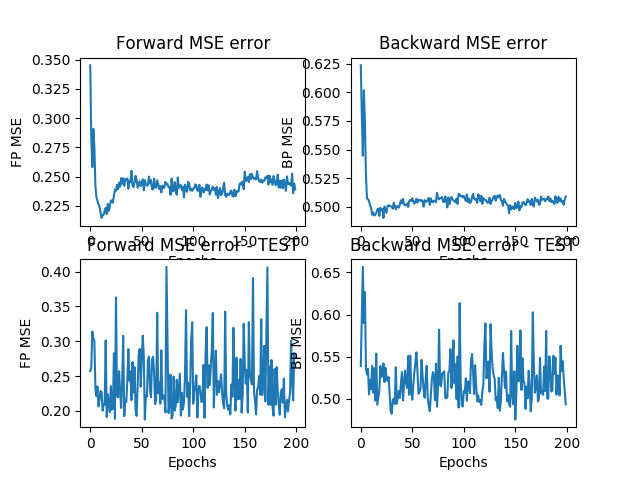 Forward MSE error
FP MSE
0.350
0.325
0.300
0.275
0.250
0.225
0 50 100 150 200
Epochs
Backward MSE error
BP MSE
0.625
0.600
0.575
0.550
0.525
0.500
0 50 100 150 200
Epochs
Forward MSE error - TEST
FP MSE
0.40
0.35
0.30
0.25
0.20
0 50 100 150 200
Epochs
Backward MSE error - TEST
BP MSE
0.65
0.60
0.55
0.50
0 50 100 150 200
Epochs